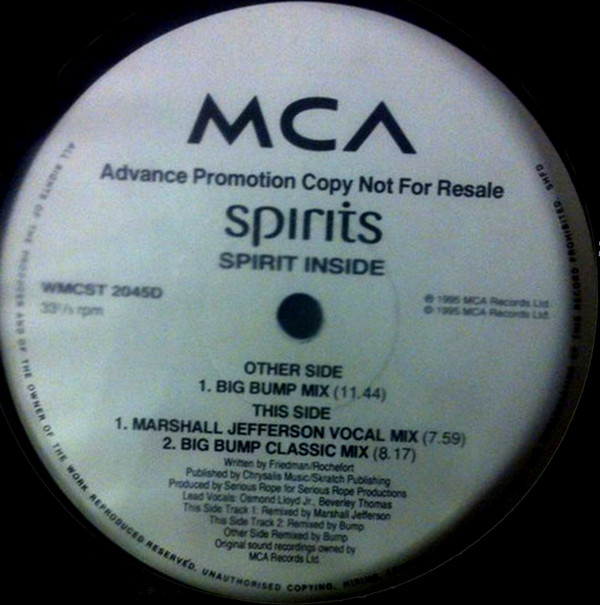 MCA
Advance Promotion Copy Not For Resale
spirits
SPIRIT INSIDE
WMCST 2045D
33⅓ rpm
℗ 1995 MCA Records Ltd.
© 1995 MCA Records Ltd.
OTHER SIDE
1. BIG BUMP MIX (11.44)
THIS SIDE
1. MARSHALL JEFFERSON VOCAL MIX (7.59)
2. BIG BUMP CLASSIC MIX (8.17)
Written by Friedman/Rochefort
Published by Chrysalis Music/Skratch Publishing
Produced by Serious Rope for Serious Rope Productions
Lead Vocals: Osmond Lloyd Jr., Beverley Thomas
This Side Track 1: Remixed by Marshall Jefferson
This Side Track 2: Remixed by Bump
Other Side Remixed by Bump
Original sound recordings owned by
MCA Records Ltd.
ALL RIGHTS OF THE PRODUCER AND OF THE OWNER OF THE WORK REPRODUCED RESERVED. UNAUTHORISED COPYING, HIRING, OF THIS RECORD PROHIBITED.